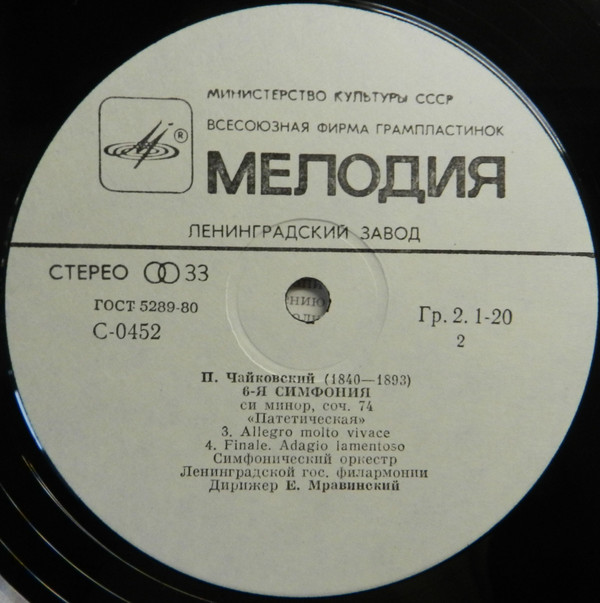 МИНИСТЕРСТВО КУЛЬТУРЫ СССР
ВСЕСОЮЗНАЯ ФИРМА ГРАМПЛАСТИНОК
®
МЕЛОДИЯ
ЛЕНИНГРАДСКИЙ ЗАВОД
СТЕРЕО 33
ГОСТ 5289-80
С-0452
Гр. 2. 1-20
2
П. Чайковский (1840—1893)
6-Я СИМФОНИЯ
си минор, соч. 74
«Патетическая»
3. Allegro molto vivace
4. Finale. Adagio lamentoso
Симфонический оркестр
Ленинградской гос. филармонии
Дирижер Е. Мравинский